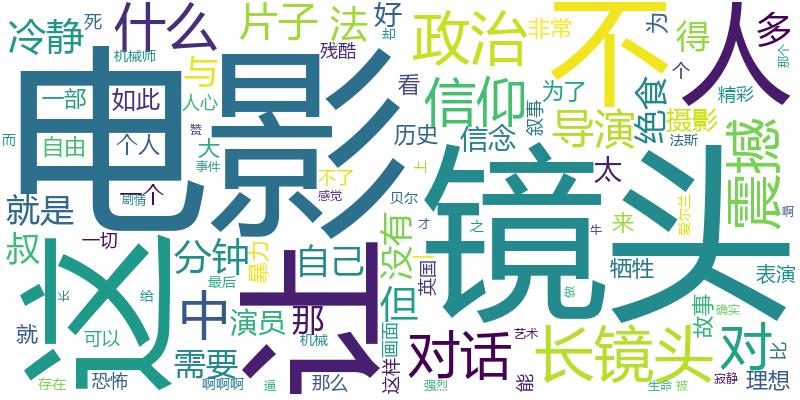 电影
镜头
不
人
这
让
什么
片子
法
好
却
多
为
得
个
那个
精彩
冷静
死
机械师
残酷
与
人心
看
政治
信仰
非常
为了
叙事
导演
绝食
摄影
法斯
震撼
一部
如此
自由
个人
大
事件
赞
历史
信念
不了
上
太
而
一个
剧情
感觉
贝尔
才
之
来
爱尔兰
牛
啊
就是
叔
一切
分钟
暴力
自己
没有
英国
牺牲
表演
最后
长
给
中
演员
那
但
画面
做
故事
确实
就
可以
需要
机械
对话
艺术
长镜头
对
比
存在
恐怖
啊啊啊
逼
那么
这样
强烈
能
生命
被
寂静
理想